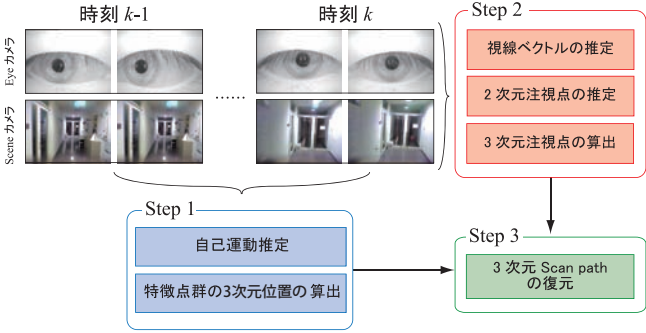 時刻 k-1
時刻 k
Eye カメラ
Scene カメラ
……
Step 2
視線ベクトルの推定
2 次元注視点の推定
3 次元注視点の算出
Step 1
自己運動推定
特徴点群の3次元位置の 算出
Step 3
3 次元 Scan path
の復元